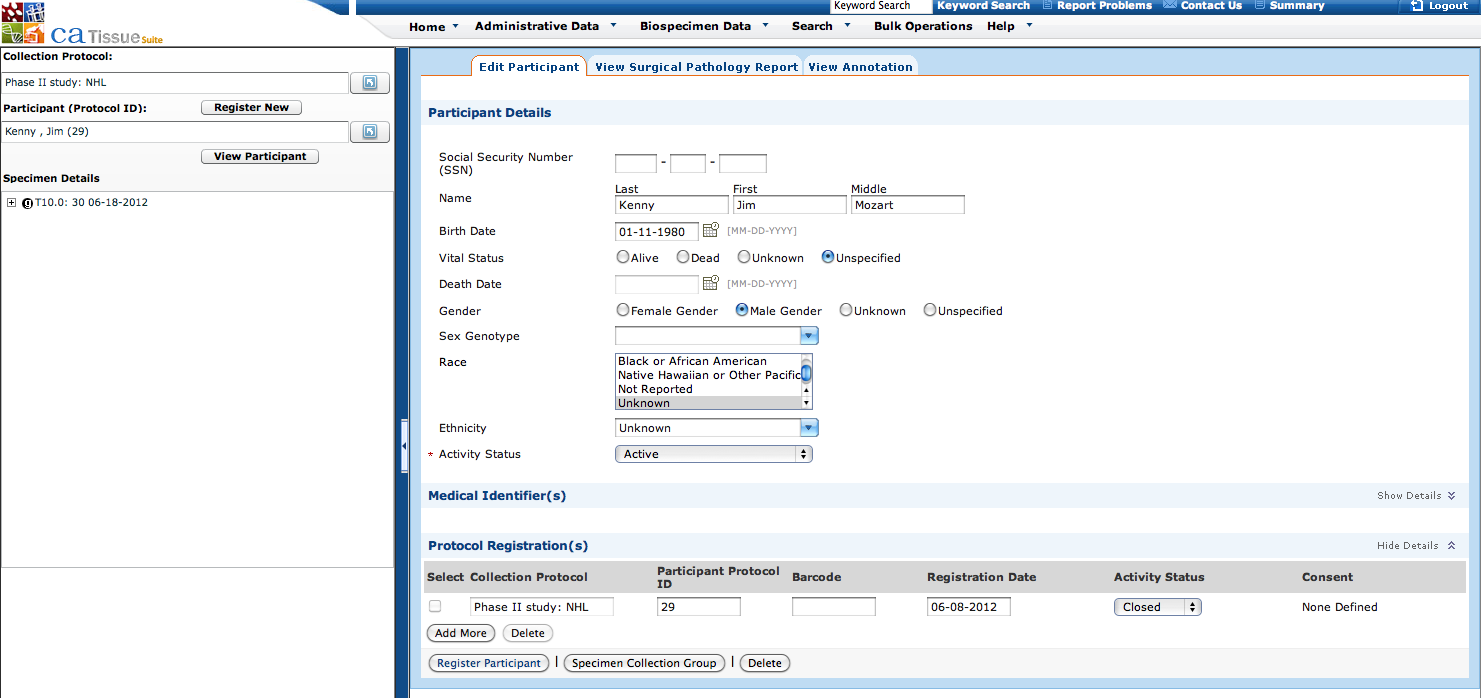 Keyword Search Keyword Search Report Problems Contact Us Summary Logout
caTissue Suite
Home Administrative Data Biospecimen Data Search Bulk Operations Help
Collection Protocol:
Phase II study: NHL
Participant (Protocol ID): Register New
Kenny , Jim (29)
View Participant
Specimen Details
T10.0: 30 06-18-2012
Edit Participant View Surgical Pathology Report View Annotation
Participant Details
Social Security Number
(SSN) - -
Last First Middle
Name Kenny Jim Mozart
Birth Date 01-11-1980 [MM-DD-YYYY]
Vital Status Alive Dead Unknown Unspecified
Death Date [MM-DD-YYYY]
Gender Female Gender Male Gender Unknown Unspecified
Sex Genotype
Race Black or African American
Native Hawaiian or Other Pacific
Not Reported
Unknown
Ethnicity Unknown
* Activity Status Active
Medical Identifier(s) Show Details
Protocol Registration(s) Hide Details
Select Collection Protocol Participant Protocol ID Barcode Registration Date Activity Status Consent
Phase II study: NHL 29 06-08-2012 Closed None Defined
Add More Delete
Register Participant | Specimen Collection Group | Delete